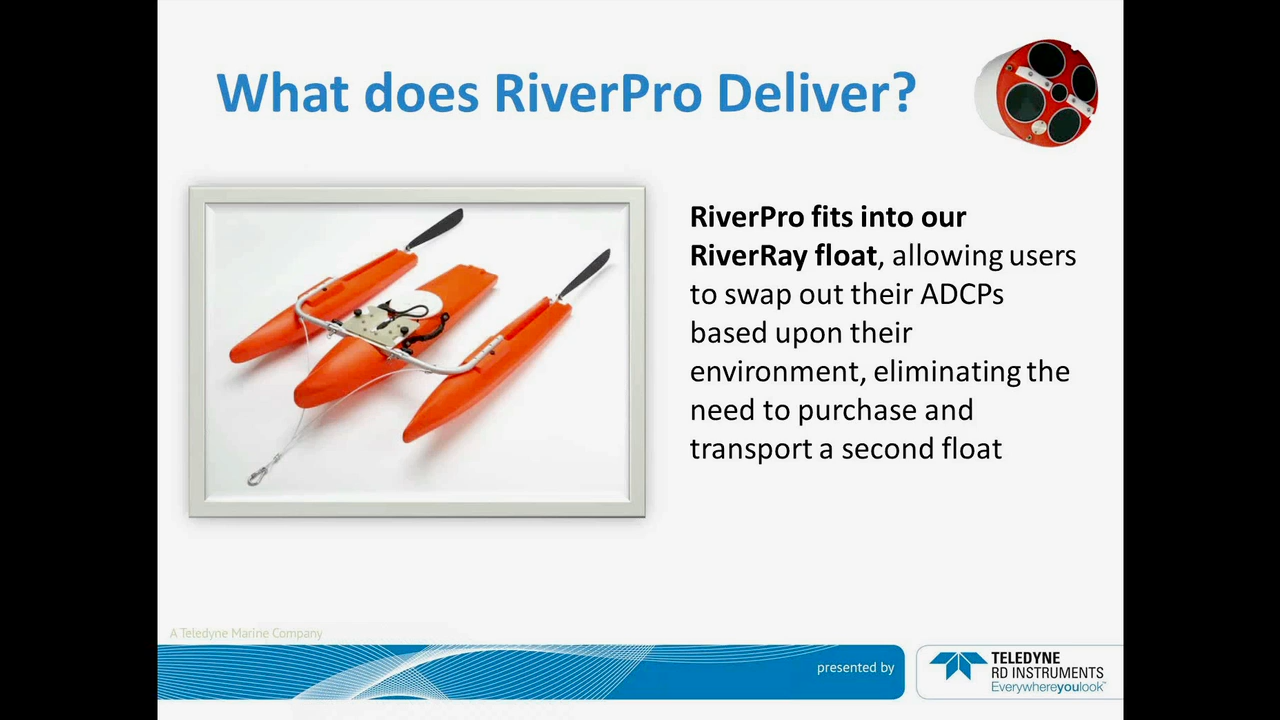 What does RiverPro Deliver?
RiverPro fits into our
RiverRay float, allowing users
to swap out their ADCPs
based upon their
environment, eliminating the
need to purchase and
transport a second float
A Teledyne Marine Company
presented by
TELEDYNE
RD INSTRUMENTS
Everywhereyoulook™